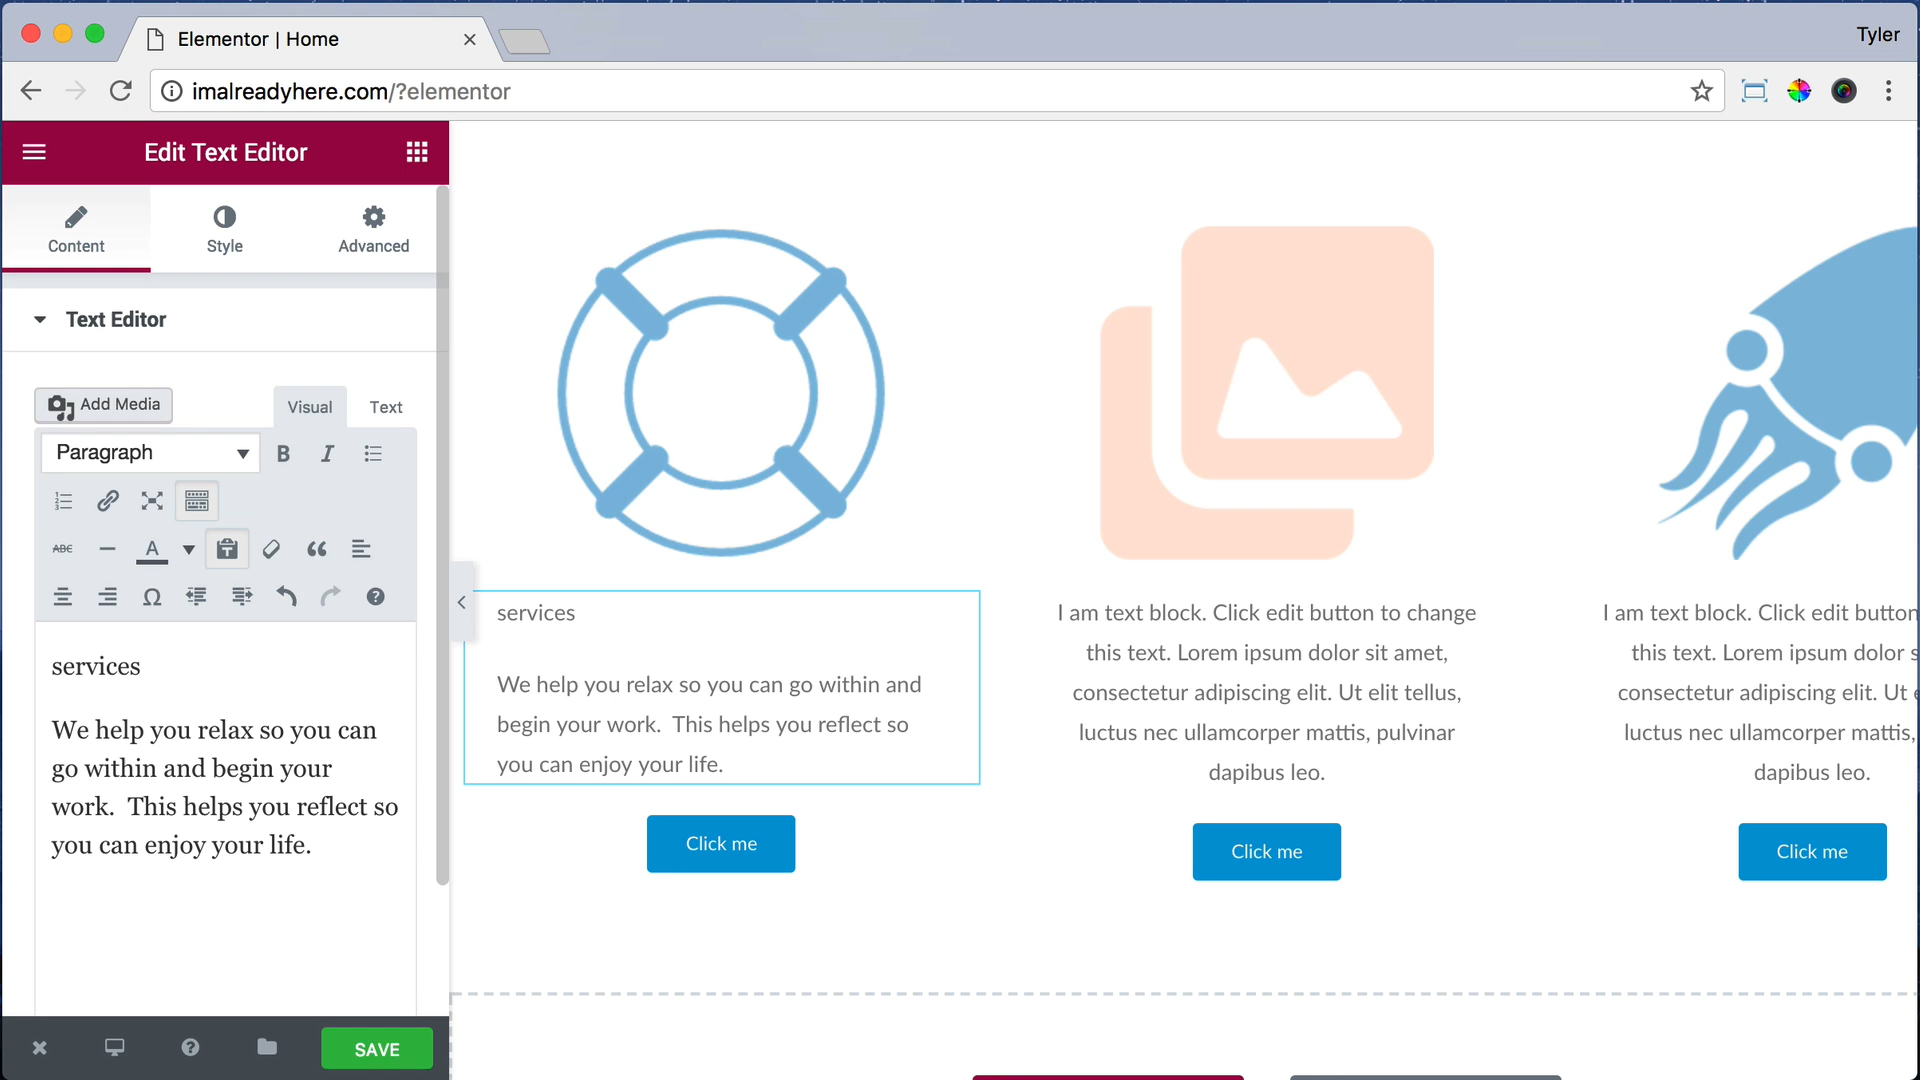 Elementor | Home
Tyler
imalreadyhere.com/?elementor
Edit Text Editor
Content
Style
Advanced
Text Editor
Add Media
Visual
Text
Paragraph
B
I
ABC
A
services
We help you relax so you can
go within and begin your
work.  This helps you reflect so
you can enjoy your life.
SAVE
services
We help you relax so you can go within and
begin your work.  This helps you reflect so
you can enjoy your life.
Click me
I am text block. Click edit button to change
this text. Lorem ipsum dolor sit amet,
consectetur adipiscing elit. Ut elit tellus,
luctus nec ullamcorper mattis, pulvinar
dapibus leo.
Click me
I am text block. Click edit button
this text. Lorem ipsum dolor s
consectetur adipiscing elit. Ut e
luctus nec ullamcorper mattis,
dapibus leo.
Click me